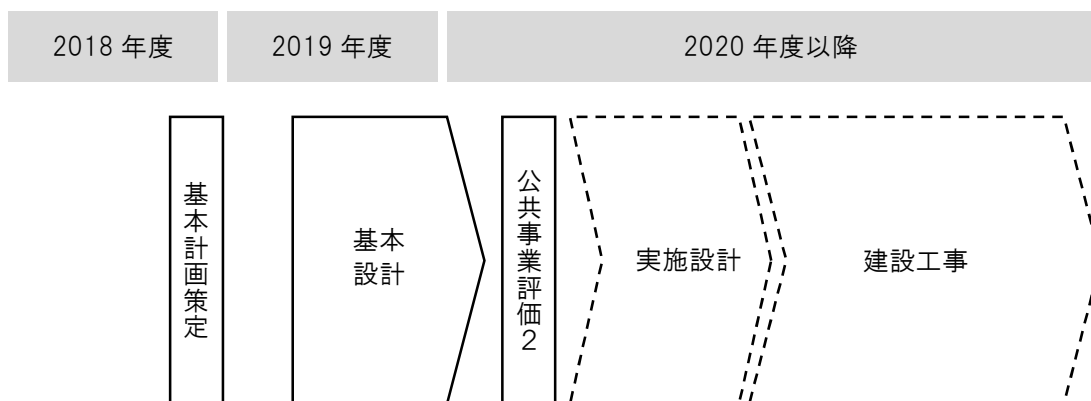 2018 年度
2019 年度
2020 年度以降
基本計画策定
基本
設計
公共事業評価２
実施設計
建設工事